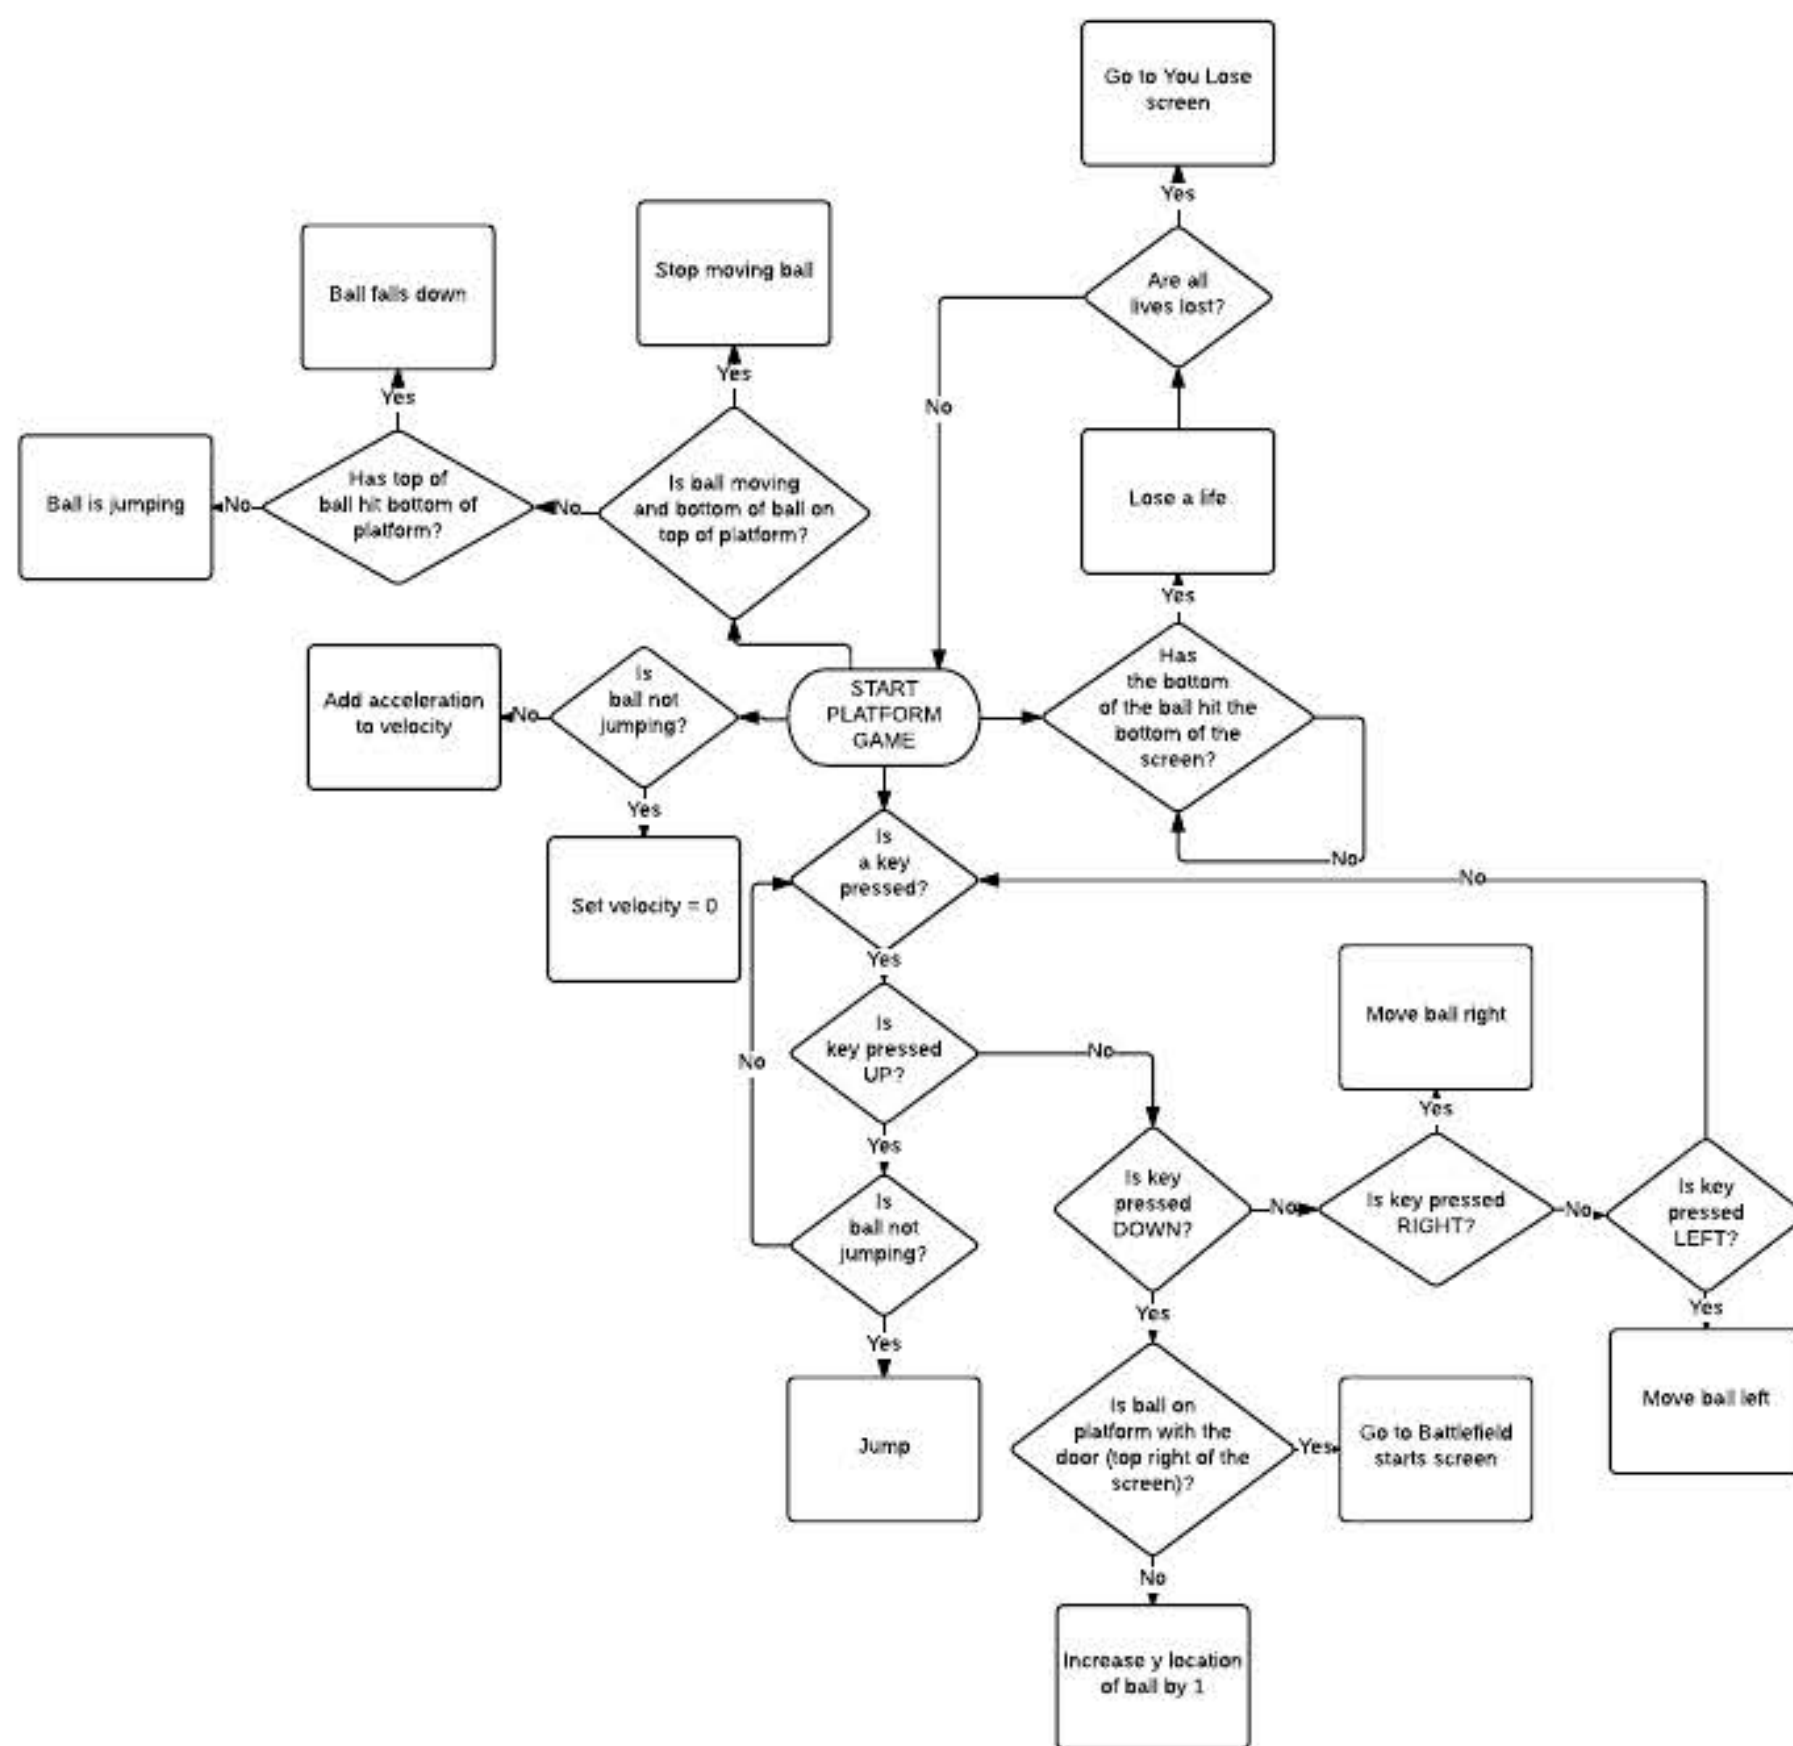 Go to You Lose
screen
Yes
Are all
lives lost?
No
Lose a life
Yes
Has
the bottom
of the ball hit the
bottom of the
screen?
No
Stop moving ball
Yes
Is ball moving
and bottom of ball on
top of platform?
No
Ball falls down
Yes
Has top of
ball hit bottom of
platform?
No
Ball is jumping
START
PLATFORM
GAME
Is
ball not
jumping?
No
Add acceleration
to velocity
Yes
Set velocity = 0
Is
a key
pressed?
No
Yes
Is
key pressed
UP?
No
Yes
Is
ball not
jumping?
No
Yes
Jump
Is key
pressed
DOWN?
No
Is key pressed
RIGHT?
Yes
Move ball right
No
Is key
pressed
LEFT?
Yes
Move ball left
Yes
Is ball on
platform with the
door (top right of the
screen)?
Yes
Go to Battlefield
starts screen
No
Increase y location
of ball by 1